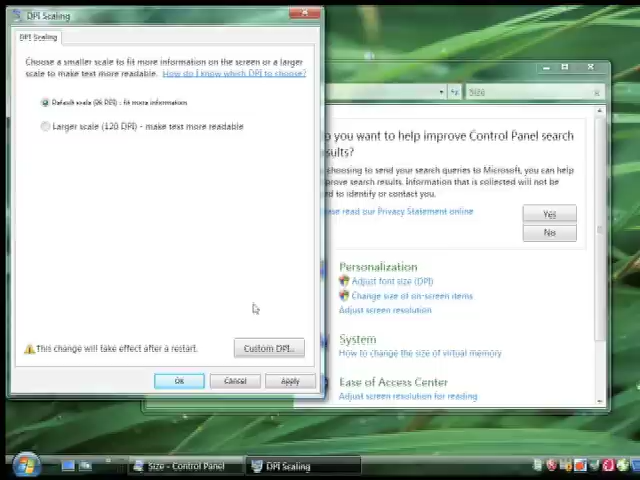 DPI Scaling
DPI Scaling
Choose a smaller scale to fit more information on the screen or a larger
scale to make text more readable. How do I know which DPI to choose?
Default scale (96 DPI) - fit more information
Larger scale (120 DPI) - make text more readable
This change will take effect after a restart.
Custom DPI...
OK
Cancel
Apply
Size
o you want to help improve Control Panel search
sults?
choosing to send your search queries to Microsoft, you can help
prove search results. Information that is collected will not be
ed to identify or contact you.
ease read our Privacy Statement online
Yes
No
Personalization
Adjust font size (DPI)
Change size of on-screen items
Adjust screen resolution
System
How to change the size of virtual memory
Ease of Access Center
Adjust screen resolution for reading
Size - Control Panel
DPI Scaling